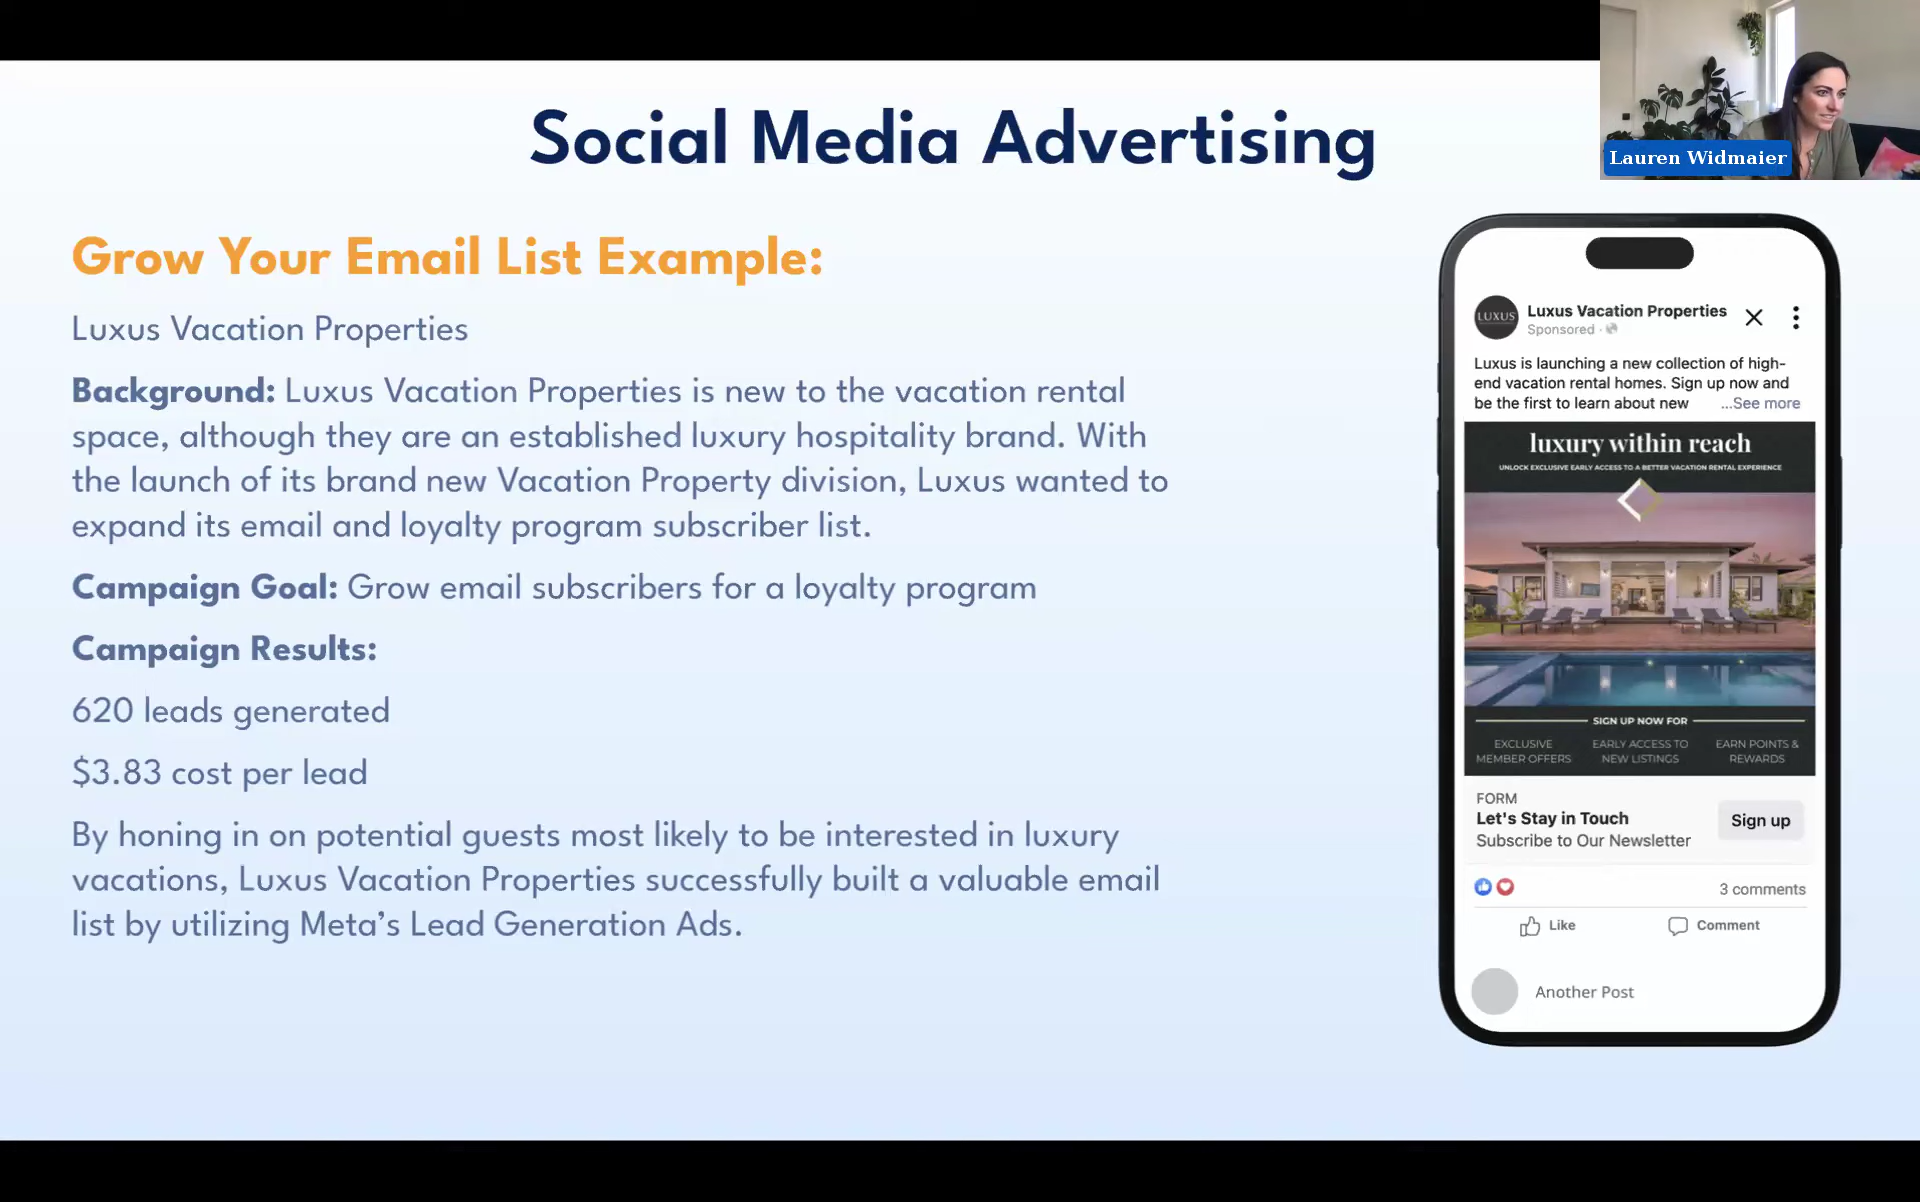 Social Media Advertising
Lauren Widmaier
Grow Your Email List Example:
Luxus Vacation Properties
Background: Luxus Vacation Properties is new to the vacation rental
space, although they are an established luxury hospitality brand. With
the launch of its brand new Vacation Property division, Luxus wanted to
expand its email and loyalty program subscriber list.
Campaign Goal: Grow email subscribers for a loyalty program
Campaign Results:
620 leads generated
$3.83 cost per lead
By honing in on potential guests most likely to be interested in luxury
vacations, Luxus Vacation Properties successfully built a valuable email
list by utilizing Meta’s Lead Generation Ads.
LUXUS
Luxus Vacation Properties
Sponsored ·
Luxus is launching a new collection of high-
end vacation rental homes. Sign up now and
be the first to learn about new ...See more
luxury within reach
UNLOCK EXCLUSIVE EARLY ACCESS TO A BETTER VACATION RENTAL EXPERIENCE
SIGN UP NOW FOR
EXCLUSIVE
MEMBER OFFERS
EARLY ACCESS TO
NEW LISTINGS
EARN POINTS &
REWARDS
FORM
Let's Stay in Touch
Subscribe to Our Newsletter
Sign up
3 comments
Like
Comment
Another Post